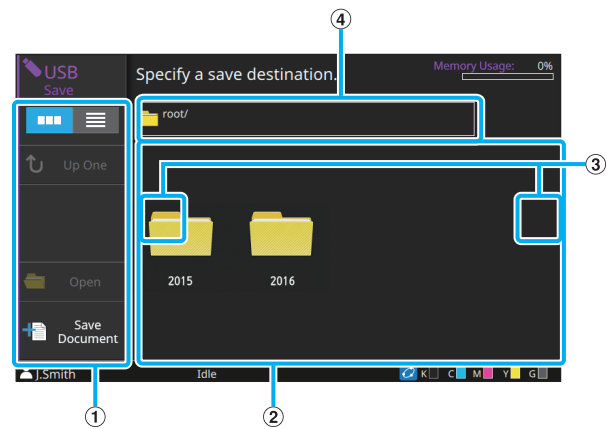 ④
USB
Save
Specify a save destination.
Memory Usage: 0%
root/
Up One
③
2015 2016
Open
Save
Document
J.Smith Idle K C M Y G
① ②